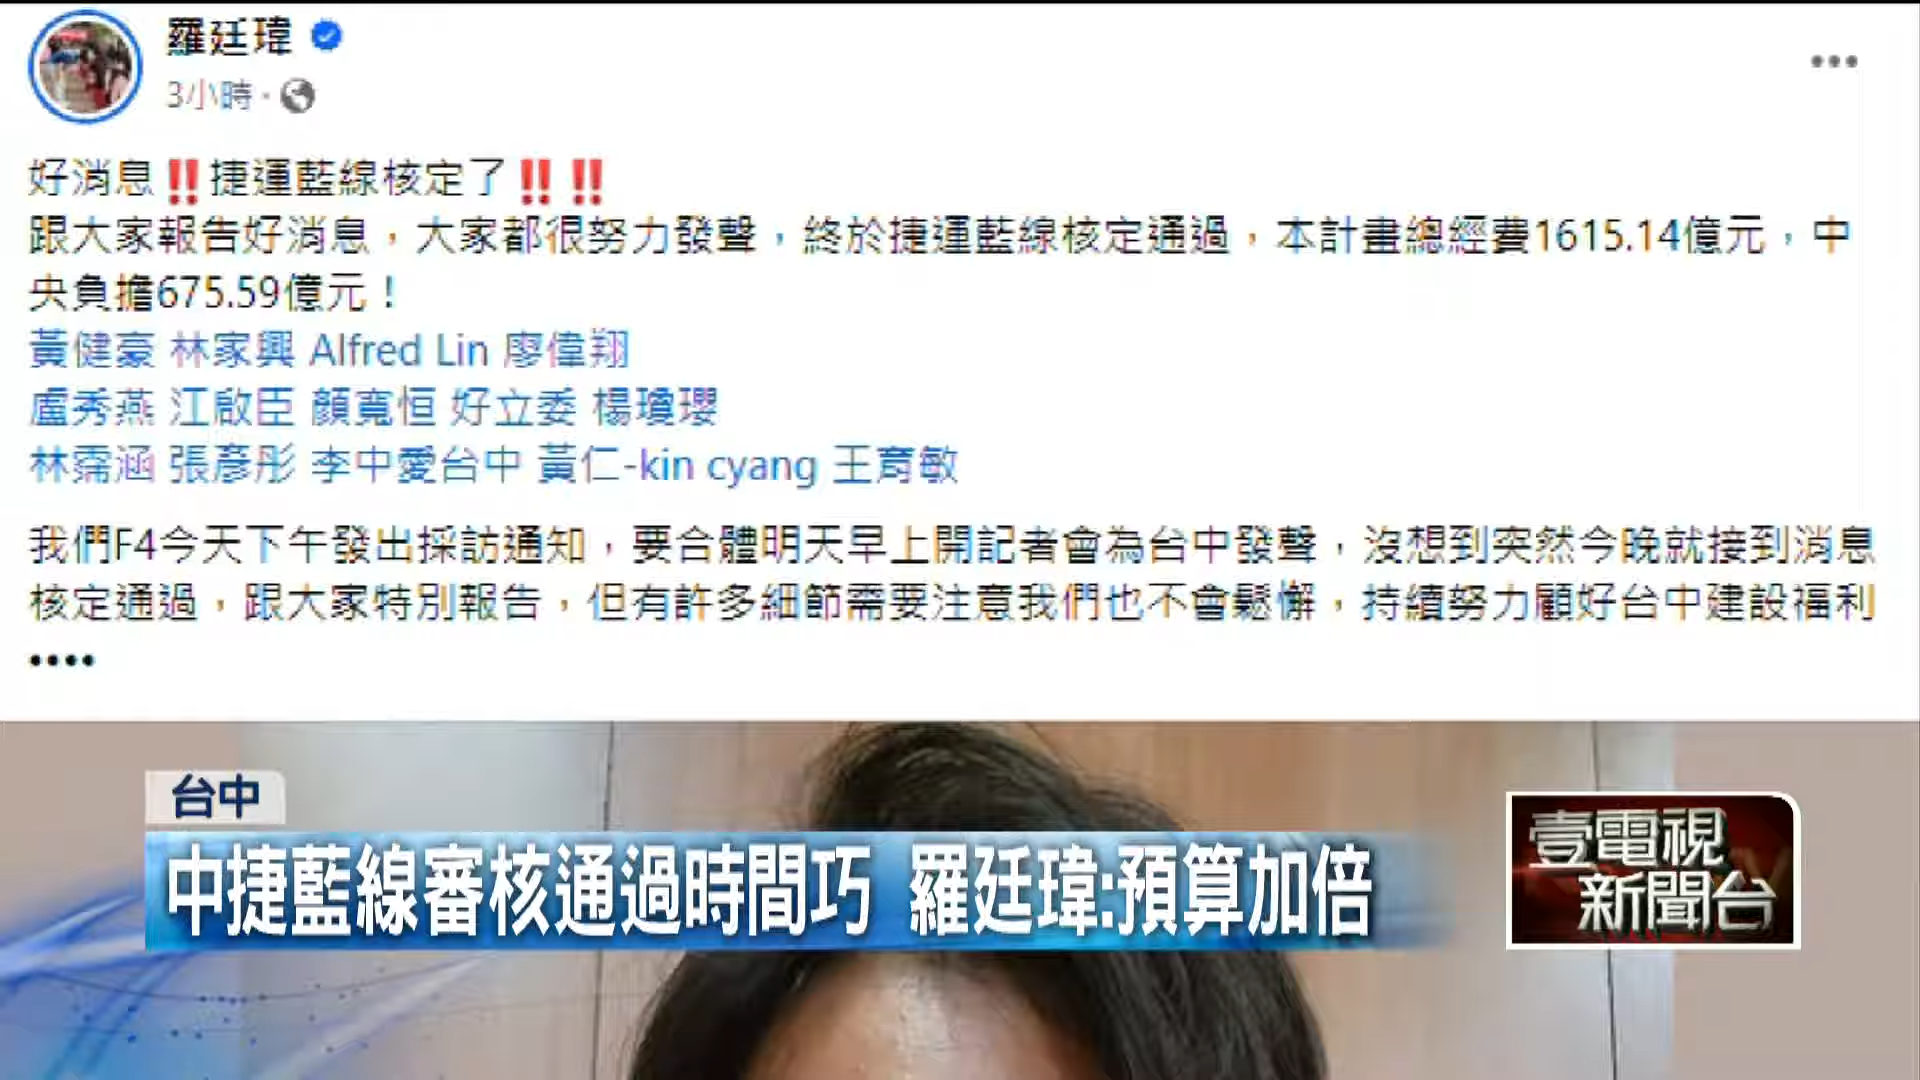 羅廷瑋
3小時 ·
好消息‼️捷運藍線核定了‼️‼️
跟大家報告好消息，大家都很努力發聲，終於捷運藍線核定通過，本計畫總經費1615.14億元，中
央負擔675.59億元！
黃健豪 林家興 Alfred Lin 廖偉翔
盧秀燕 江啟臣 顏寬恒 好立委 楊瓊瓔
林霈涵 張彥彤 李中愛台中 黃仁-kin cyang 王育敏
我們F4今天下午發出採訪通知，要合體明天早上開記者會為台中發聲，沒想到突然今晚就接到消息
核定通過，跟大家特別報告，但有許多細節需要注意我們也不會鬆懈，持續努力顧好台中建設福利
••••
台中
中捷藍線審核通過時間巧 羅廷瑋:預算加倍
壹電視
新聞台